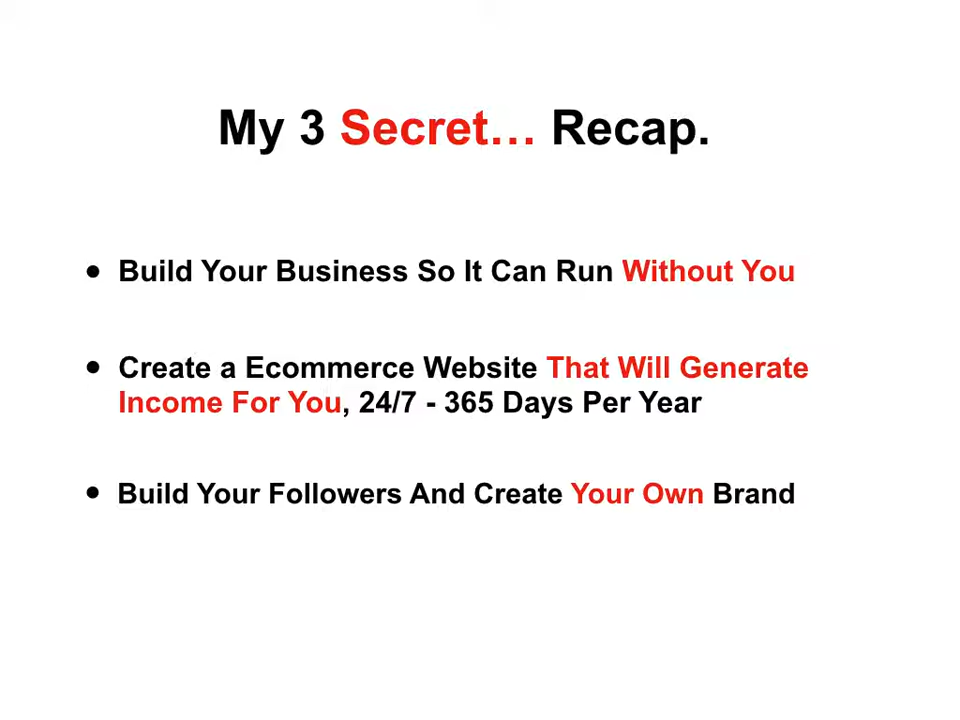 My 3 Secret… Recap.
• Build Your Business So It Can Run Without You
• Create a Ecommerce Website That Will Generate
Income For You, 24/7 - 365 Days Per Year
• Build Your Followers And Create Your Own Brand